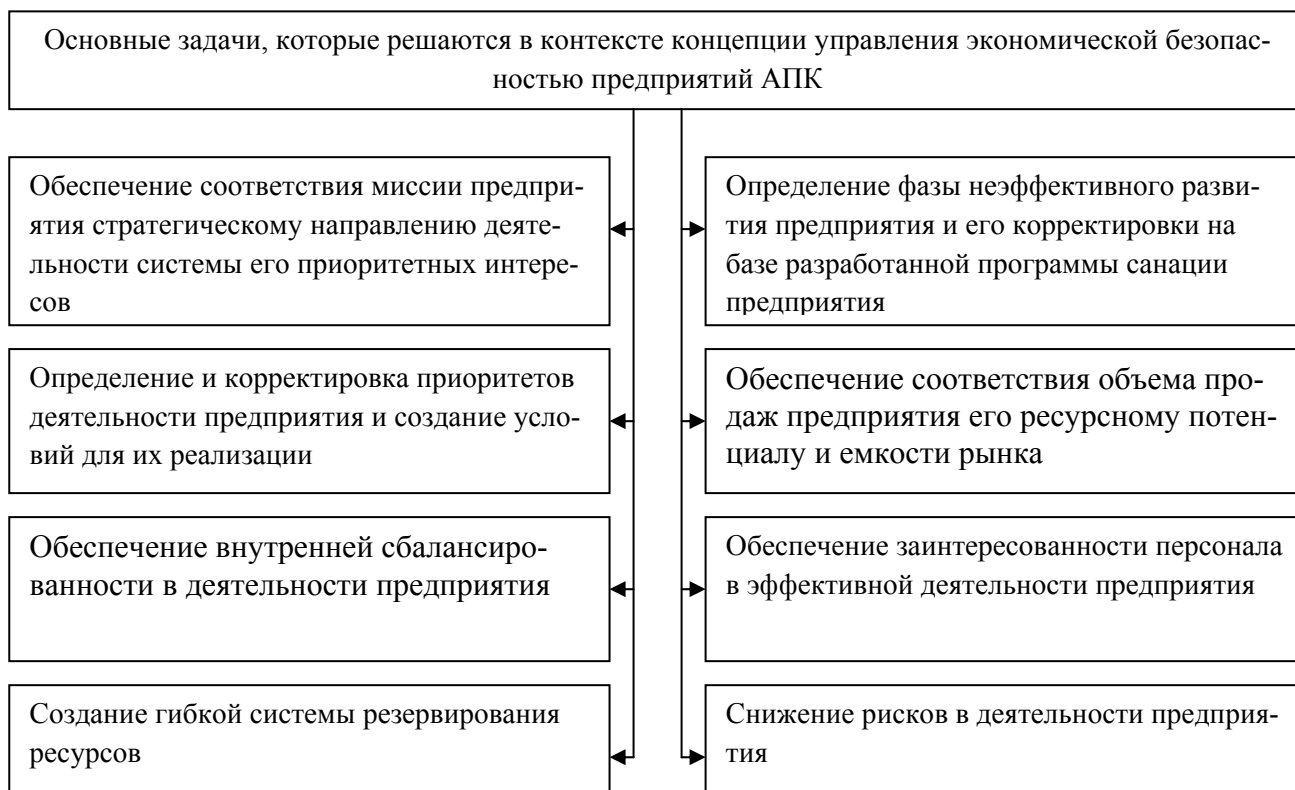 Основные задачи, которые решаются в контексте концепции управления экономической безопас-
ностью предприятий АПК
Обеспечение соответствия миссии предпри-
ятия стратегическому направлению деяте-
льности системы его приоритетных интере-
сов
Определение фазы неэффективного разви-
тия предприятия и его корректировки на
базе разработанной программы санации
предприятия
Определение и корректировка приоритетов
деятельности предприятия и создание усло-
вий для их реализации
Обеспечение соответствия объема про-
даж предприятия его ресурсному потен-
циалу и емкости рынка
Обеспечение внутренней сбалансиро-
ванности в деятельности предприятия
Обеспечение заинтересованности персонала
в эффективной деятельности предприятия
Создание гибкой системы резервирования
ресурсов
Снижение рисков в деятельности предприя-
тия